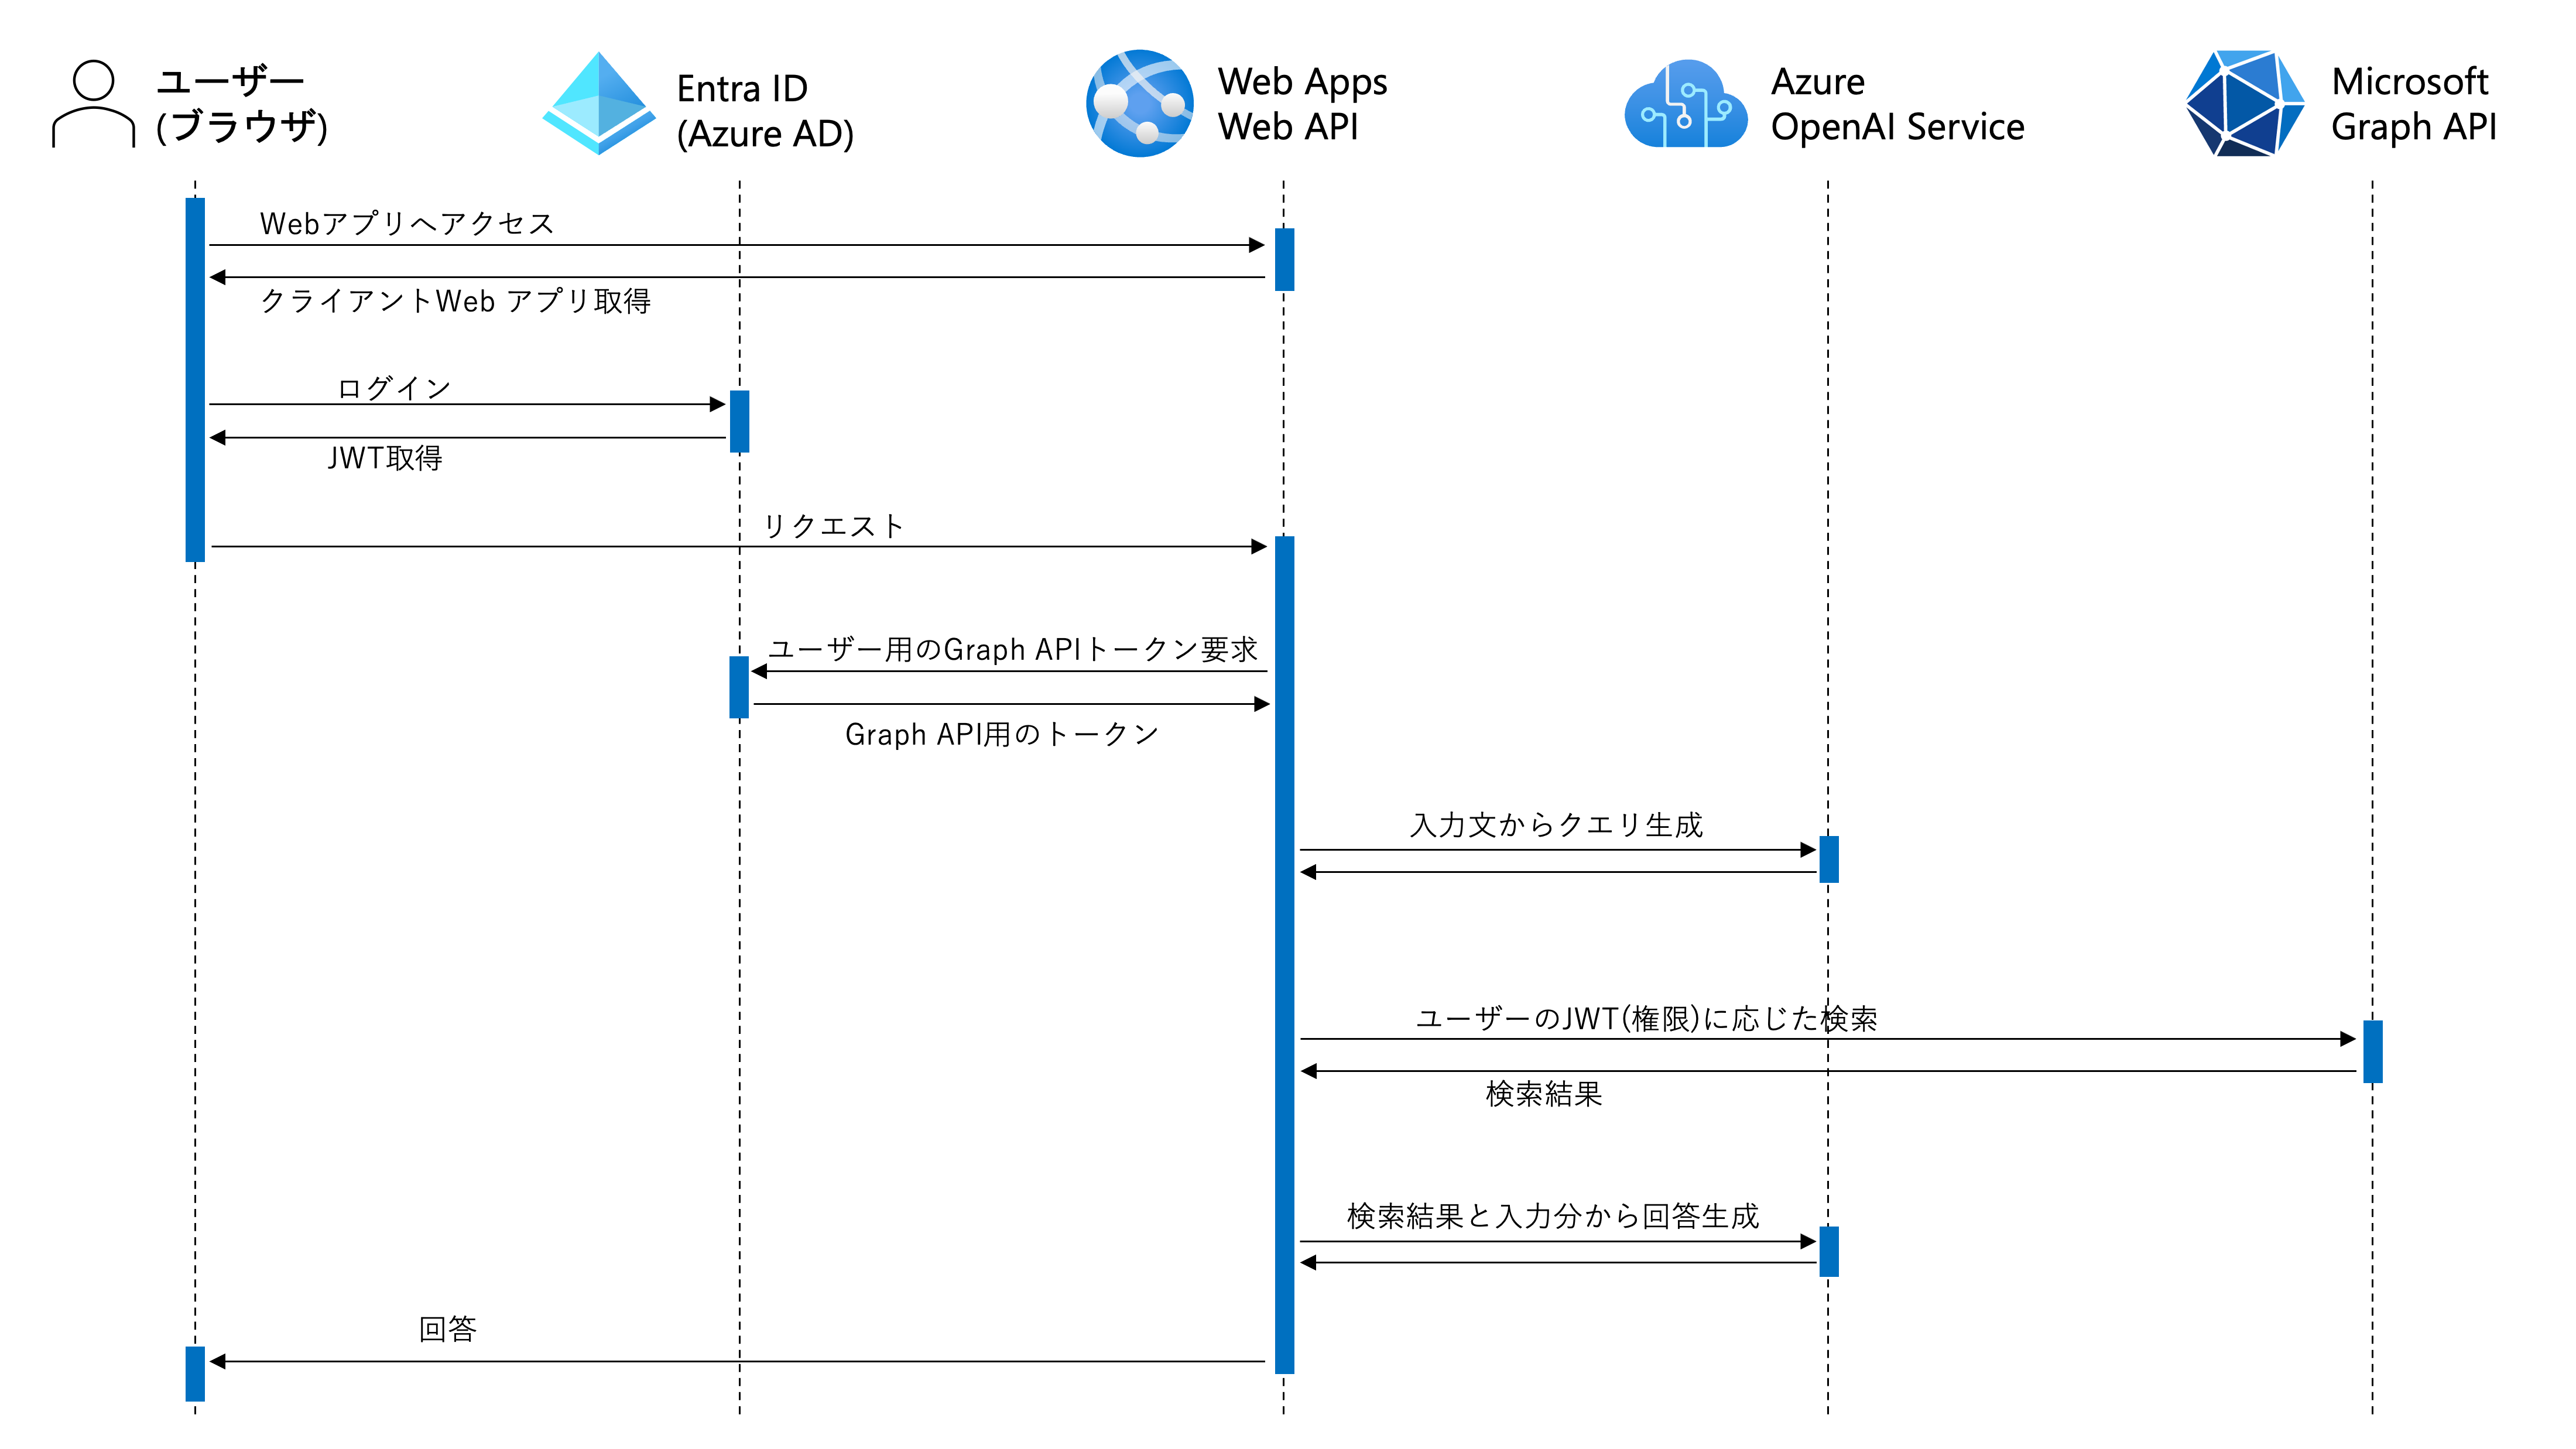 ユーザー
(ブラウザ)
Entra ID
(Azure AD)
Web Apps
Web API
Azure
OpenAI Service
Microsoft
Graph API
Webアプリへアクセス
クライアントWeb アプリ取得
ログイン
JWT取得
リクエスト
ユーザー用のGraph APIトークン要求
Graph API用のトークン
入力文からクエリ生成
ユーザーのJWT(権限)に応じた検索
検索結果
検索結果と入力分から回答生成
回答